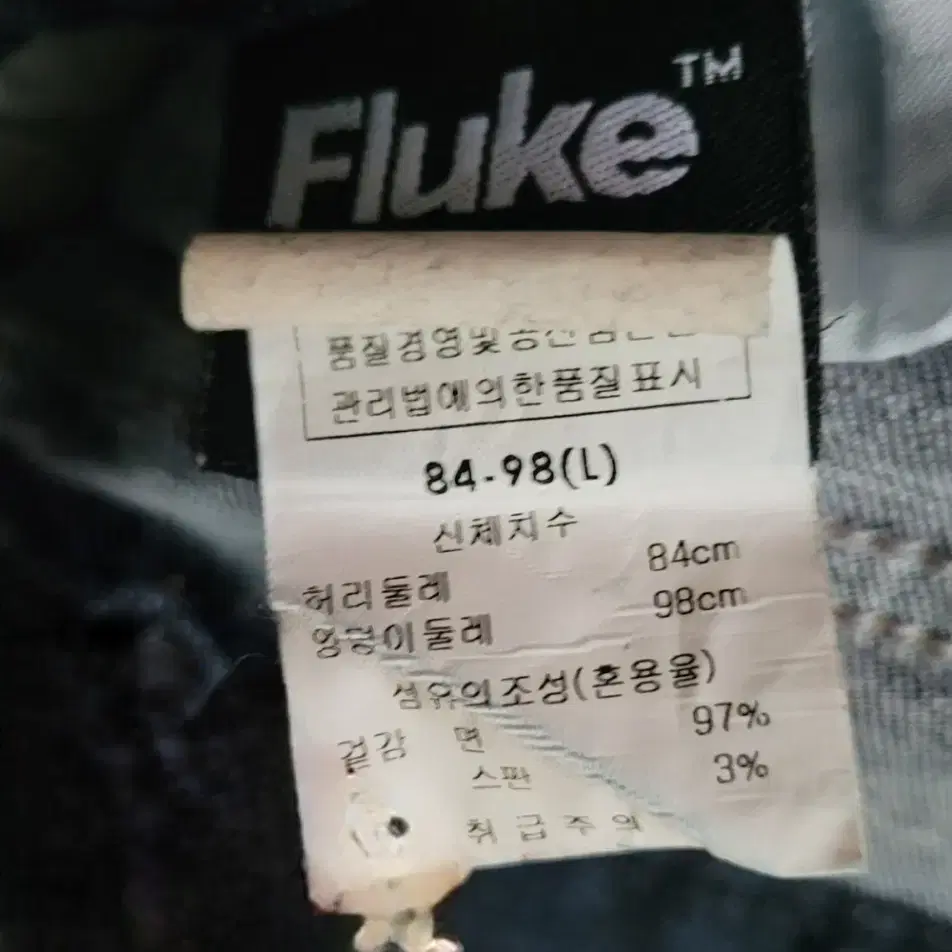 Fluke™
품질경영및공산품안전
관리법에의한품질표시
84-98(L)
신체치수
허리둘레 84cm
엉덩이둘레 98cm
섬유의조성(혼용율)
겉감 면 97%
스판 3%
취급주의